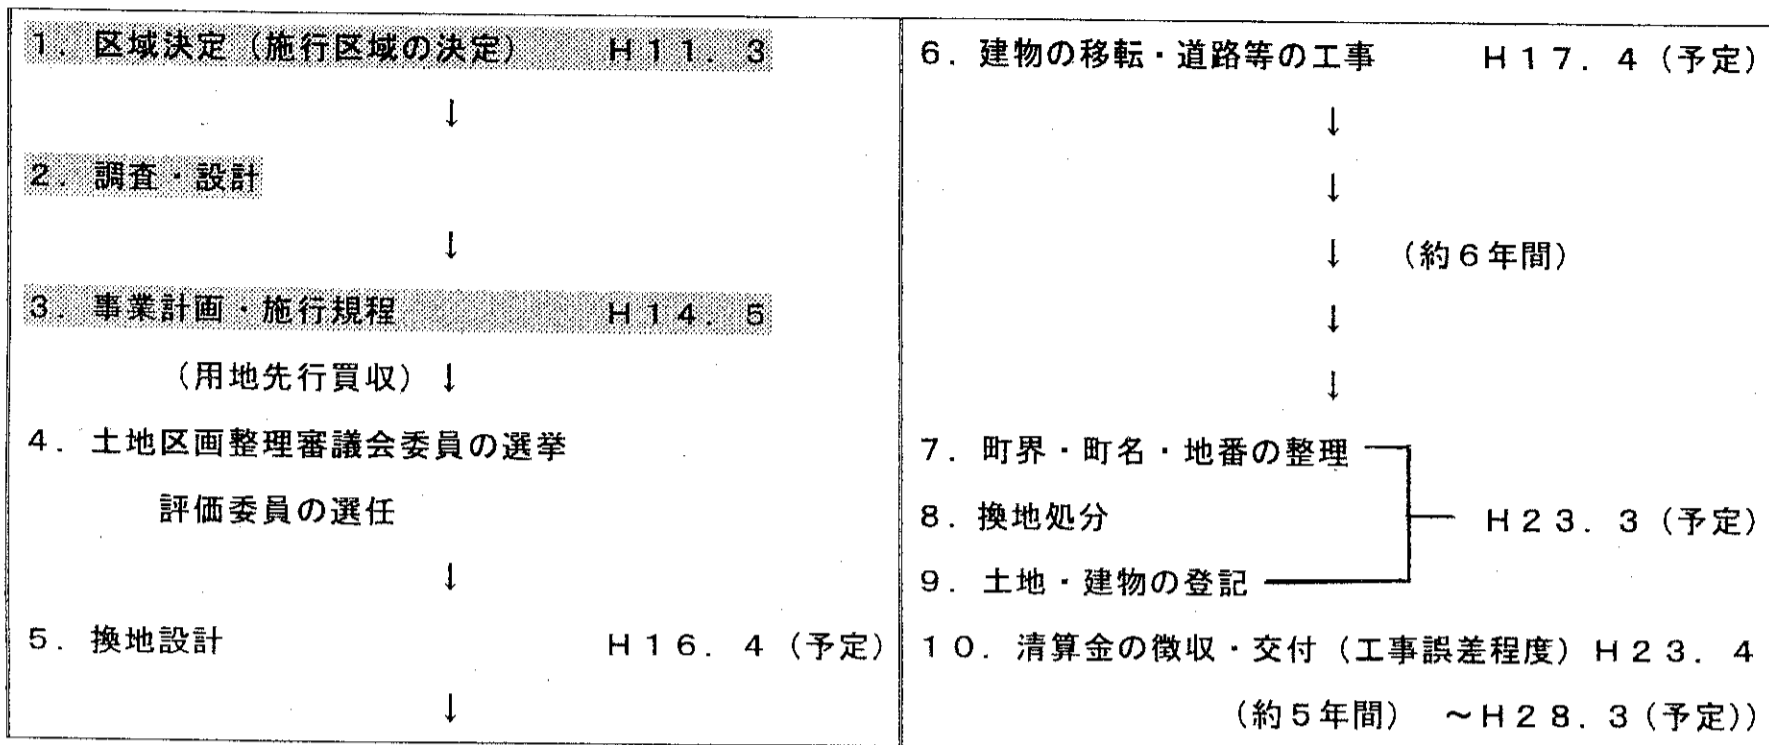 1. 区域決定（施行区域の決定） H11.3
↓
2. 調査・設計
↓
3. 事業計画・施行規程 H14.5
（用地先行買収）↓
4. 土地区画整理審議会委員の選挙
評価委員の選任
↓
5. 換地設計 H16.4（予定）
↓
6. 建物の移転・道路等の工事 H17.4（予定）
↓
↓
↓ （約6年間）
↓
↓
7. 町界・町名・地番の整理
8. 換地処分 H23.3（予定）
9. 土地・建物の登記
10. 清算金の徴収・交付（工事誤差程度）H23.4
（約5年間） ～H28.3（予定））